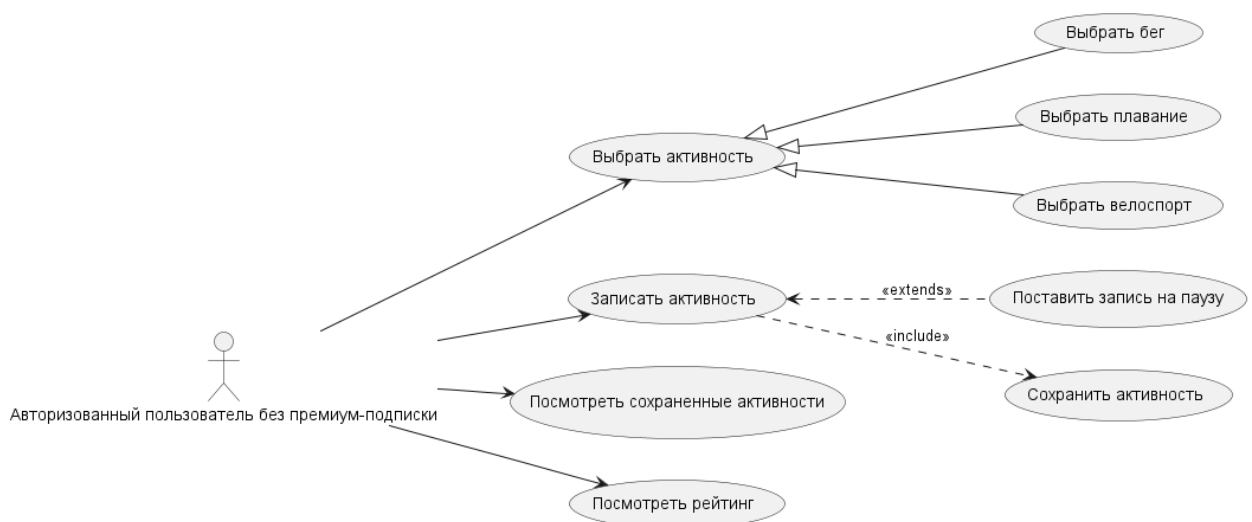 Выбрать бег
Выбрать плавание
Выбрать активность
Выбрать велоспорт
«extends»
Записать активность
Поставить запись на паузу
«include»
Сохранить активность
Посмотреть сохраненные активности
Авторизованный пользователь без премиум-подписки
Посмотреть рейтинг